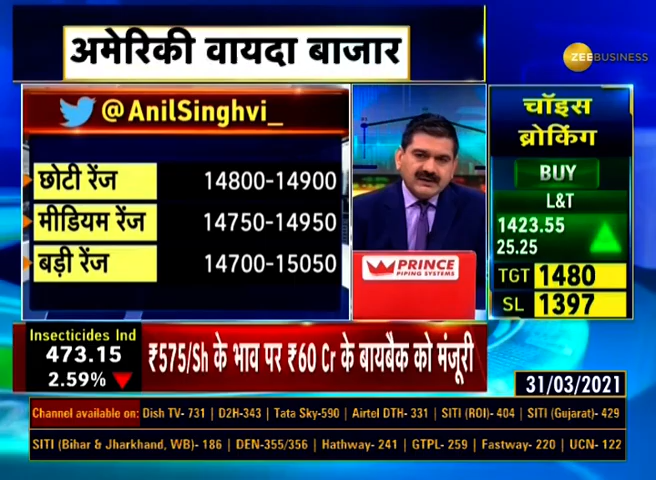 अमेरिकी वायदा बाजार
ZEEBUSINESS
@AnilSinghvi_
छोटी रेंज 14800-14900
मीडियम रेंज 14750-14950
बड़ी रेंज 14700-15050
PRINCE
PIPING SYSTEMS
चॉइस
ब्रोकिंग
BUY
L&T
1423.55
25.25
TGT 1480
SL 1397
Insecticides Ind
473.15
2.59%
₹575/Sh के भाव पर ₹60 Cr के बायबैक को मंजूरी
31/03/2021
Channel available on: Dish TV- 731 | D2H-343 | Tata Sky-590 | Airtel DTH- 331 | SITI (ROI)- 404 | SITI (Gujarat)- 429
SITI (Bihar & Jharkhand, WB)- 186 | DEN-355/356 | Hathway- 241 | GTPL- 259 | Fastway- 220 | UCN- 122